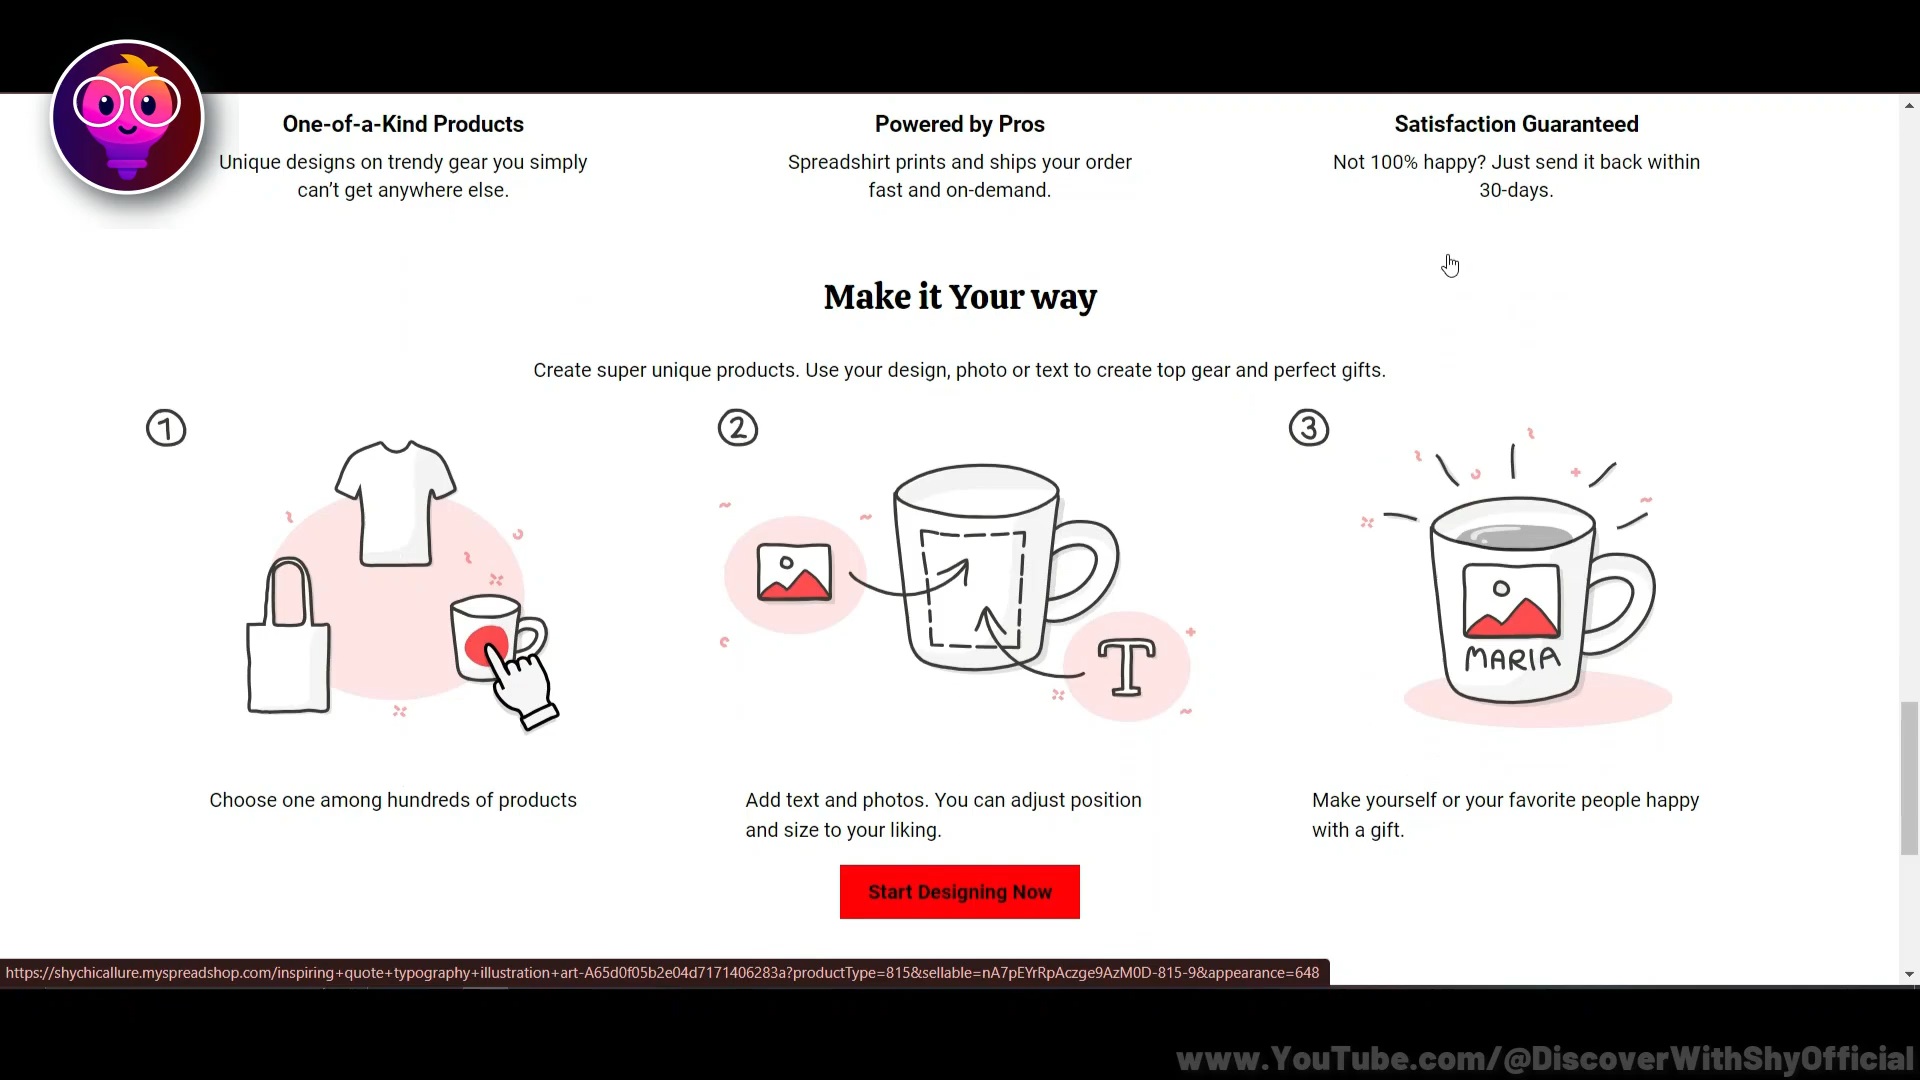 One-of-a-Kind Products
Unique designs on trendy gear you simply
can’t get anywhere else.
Powered by Pros
Spreadshirt prints and ships your order
fast and on-demand.
Satisfaction Guaranteed
Not 100% happy? Just send it back within
30-days.
Make it Your way
Create super unique products. Use your design, photo or text to create top gear and perfect gifts.
1
2
3
T
MARIA
Choose one among hundreds of products
Add text and photos. You can adjust position
and size to your liking.
Make yourself or your favorite people happy
with a gift.
Start Designing Now
https://shychicallure.myspreadshop.com/inspiring+quote+typography+illustration+art-A65d0f05b2e04d7171406283a?productType=815&sellable=nA7pEYrRpAczge9AzM0D-815-9&appearance=648
www.YouTube.com/@DiscoverWithShyOfficial